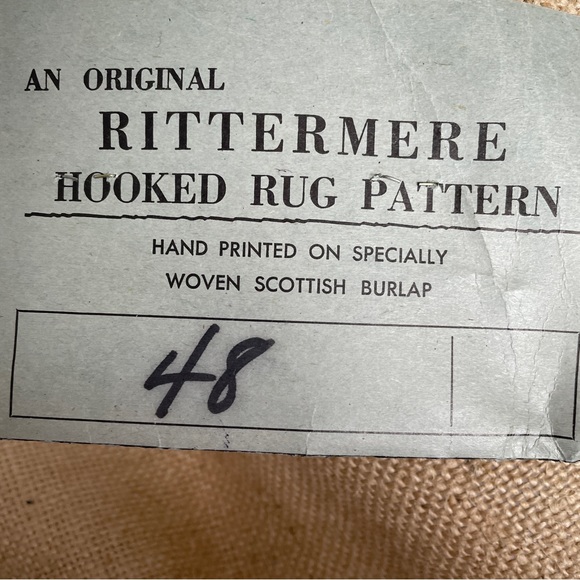 AN ORIGINAL
RITTERMERE
HOOKED RUG PATTERN
HAND PRINTED ON SPECIALLY
WOVEN SCOTTISH BURLAP
48